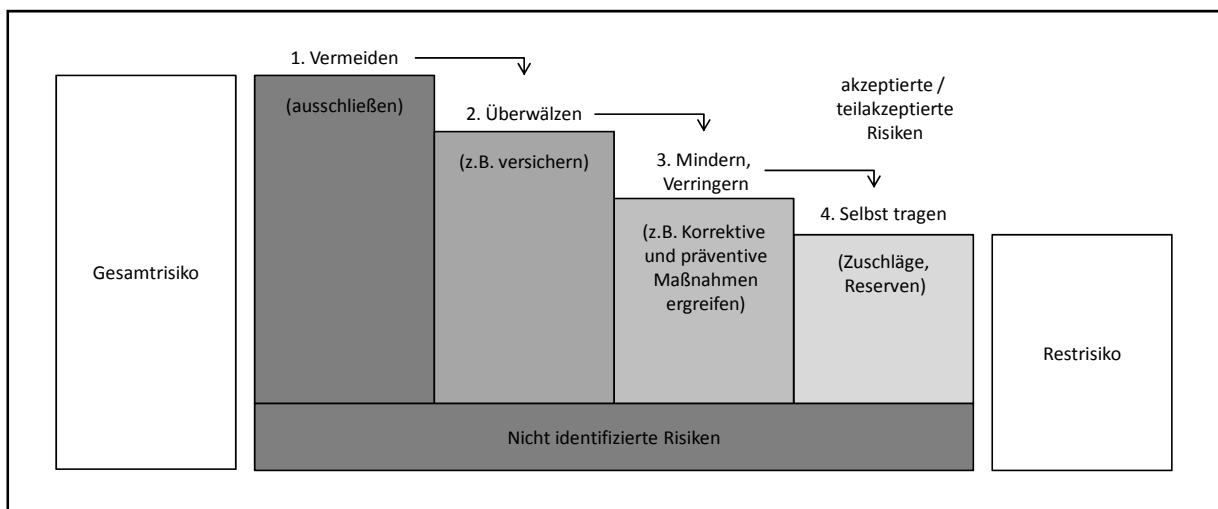 1. Vermeiden
(ausschließen)
2. Überwälzen
(z.B. versichern)
3. Mindern,
Verringern
(z.B. Korrektive
und präventive
Maßnahmen
ergreifen)
akzeptierte /
teilakzeptierte
Risiken
4. Selbst tragen
(Zuschläge,
Reserven)
Gesamtrisiko
Restrisiko
Nicht identifizierte Risiken